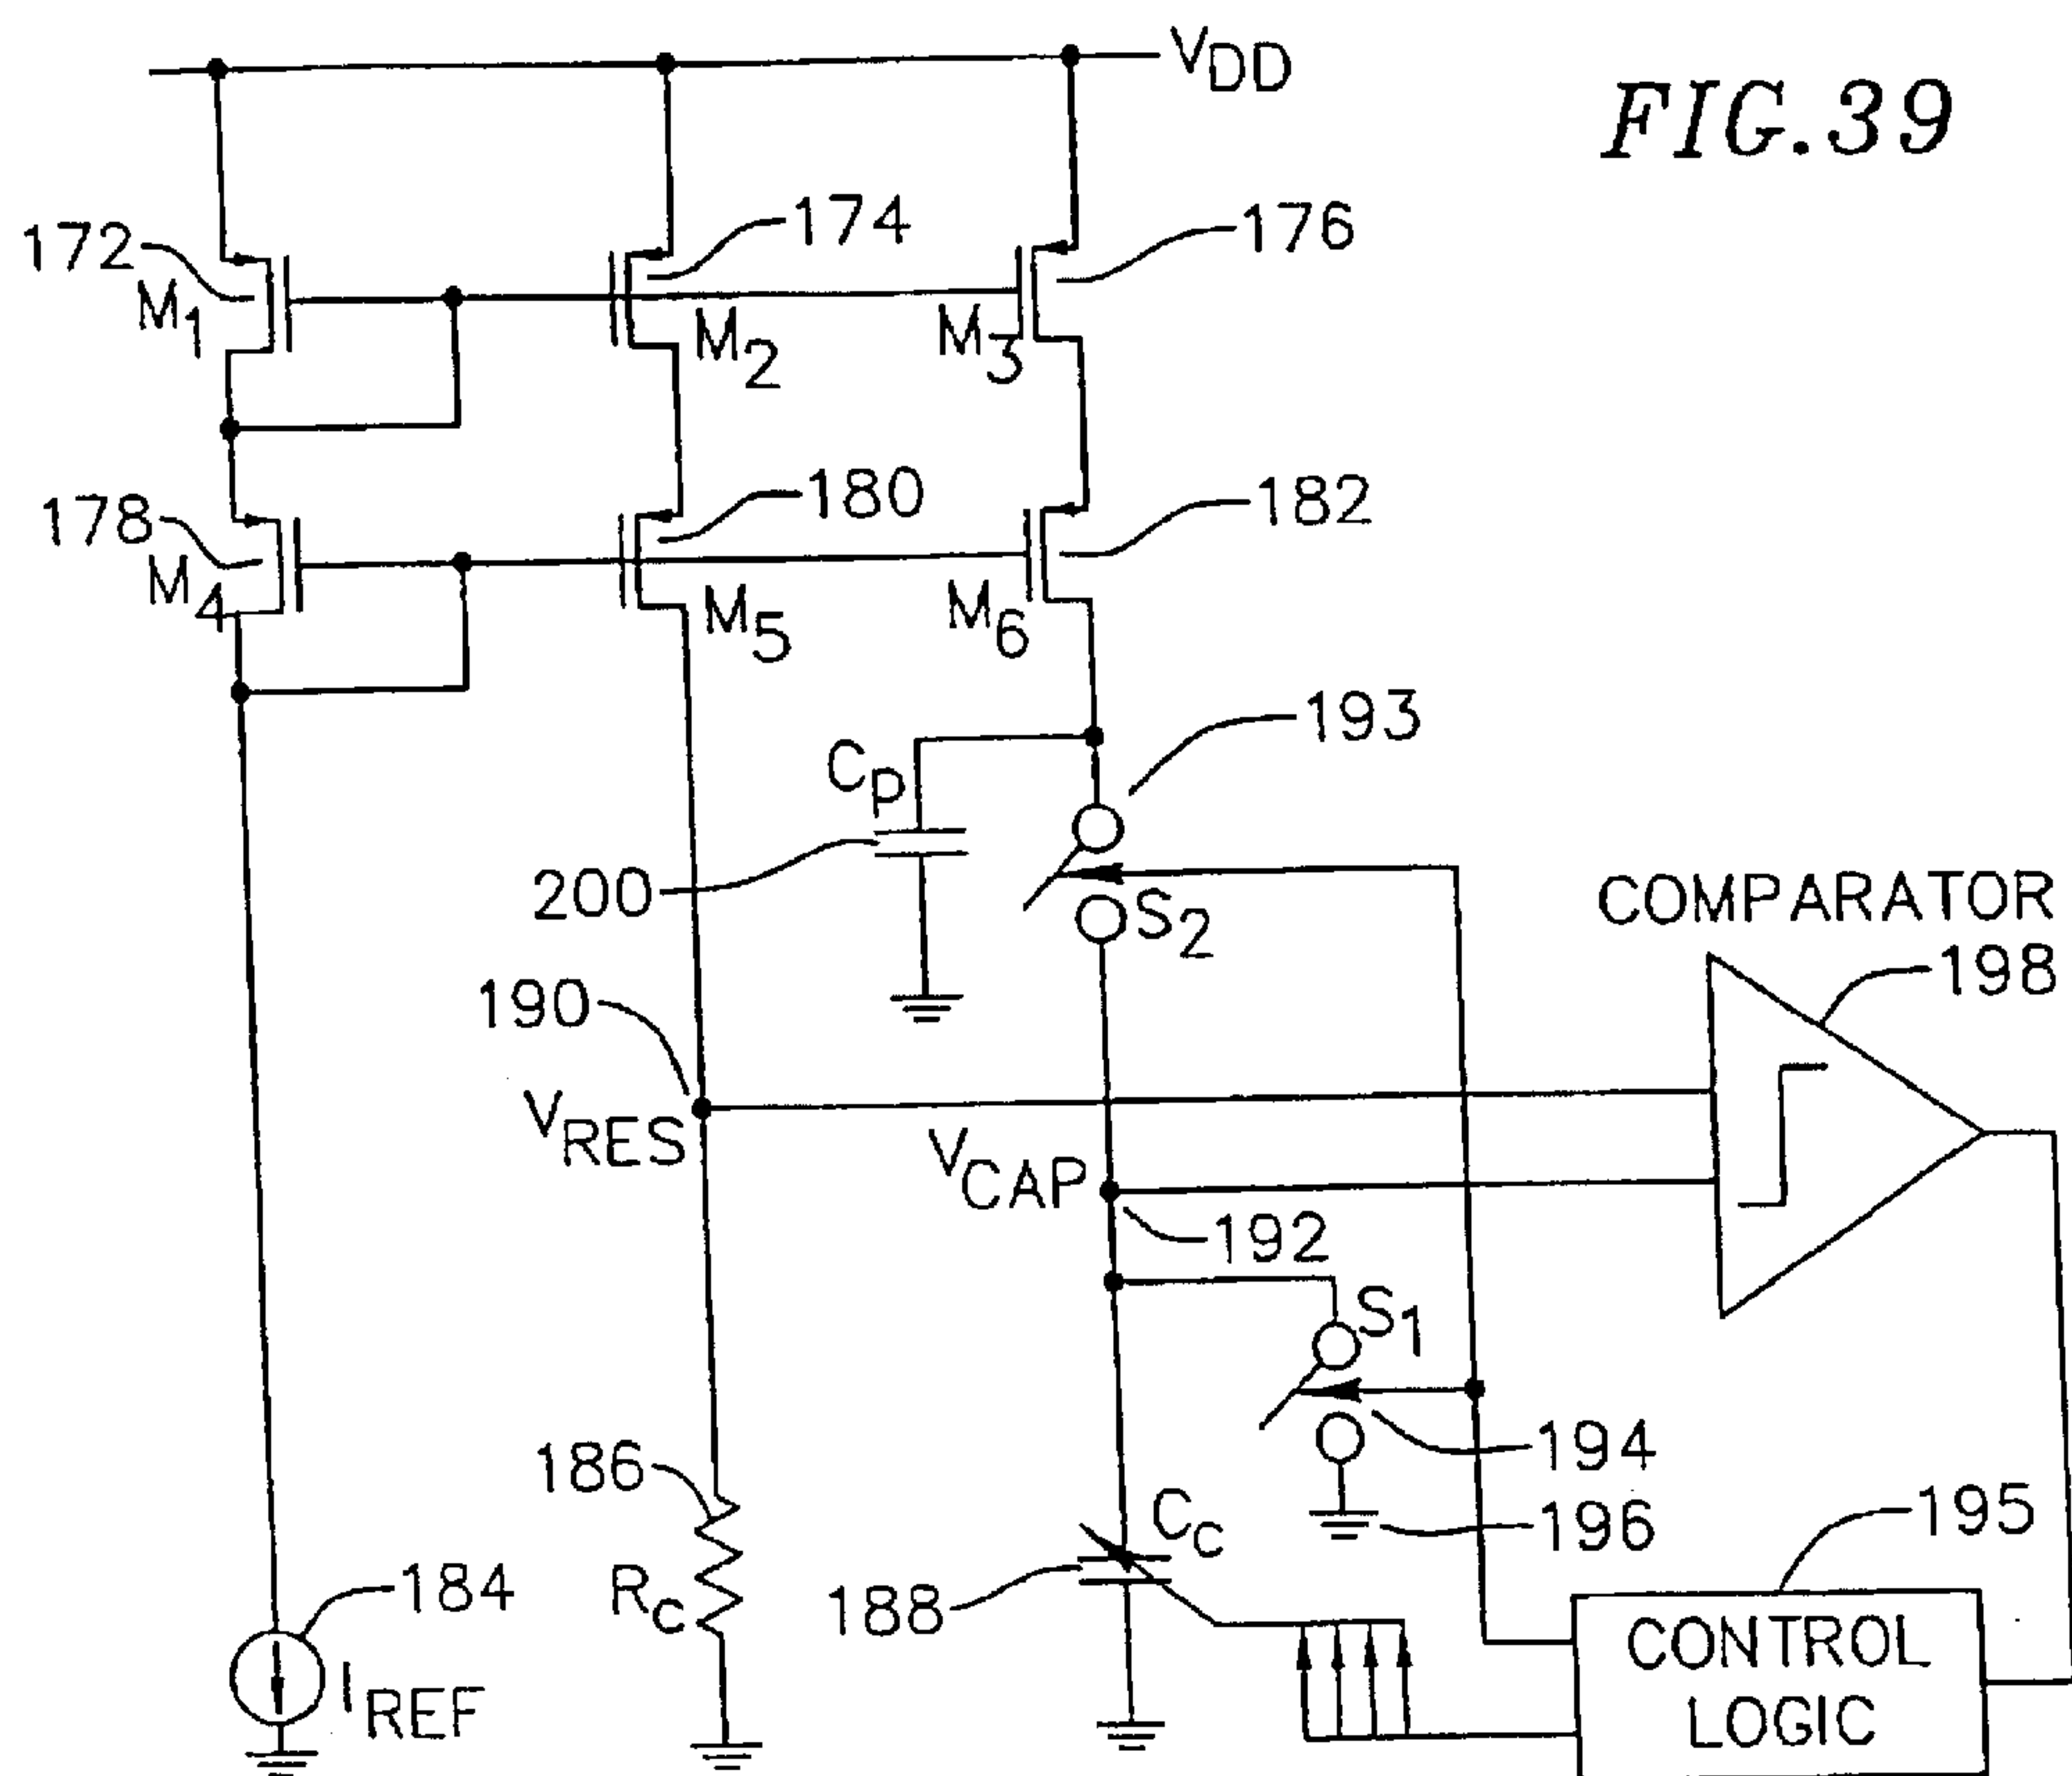 V_DD
FIG.39
172
174
176
M1
M2
M3
178
180
182
M4
M5
M6
193
CP
200
S2
COMPARATOR
198
190
VRES
VCAP
192
S1
194
196
195
186
RC
CC
188
184
IREF
CONTROL
LOGIC